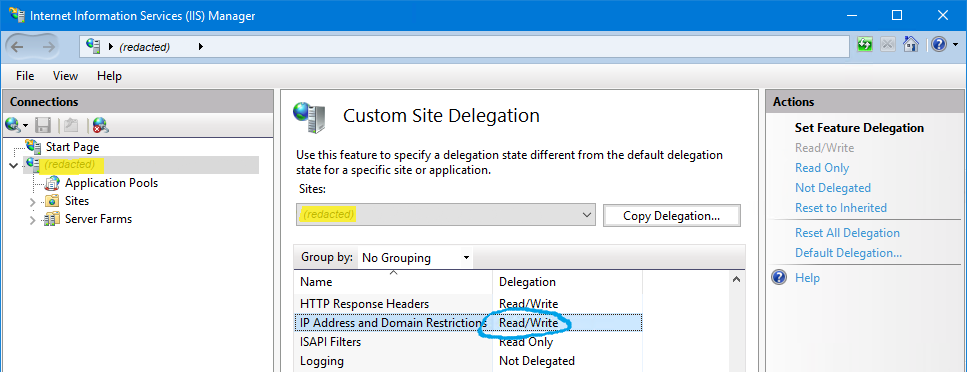 Internet Information Services (IIS) Manager
(redacted)
File View Help
Connections
Start Page
(redacted)
Application Pools
Sites
Server Farms
Custom Site Delegation
Use this feature to specify a delegation state different from the default delegation
state for a specific site or application.
Sites:
(redacted)
Copy Delegation...
Group by: No Grouping
Name Delegation
HTTP Response Headers Read/Write
IP Address and Domain Restrictions Read/Write
ISAPI Filters Read Only
Logging Not Delegated
Actions
Set Feature Delegation
Read/Write
Read Only
Not Delegated
Reset to Inherited
Reset All Delegation
Default Delegation...
Help